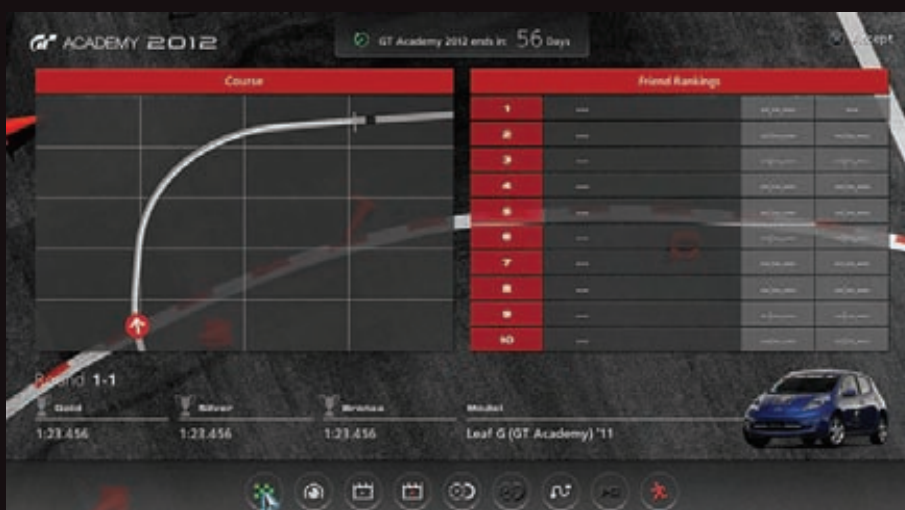 GT ACADEMY 2012
GT Academy 2012 ends in: 56 Days
Accept
Course
Friend Rankings
1 --- --:--.--- ---
2 --- --:--.--- --:--.---
3 --- --:--.--- --:--.---
4 --- --:--.--- --:--.---
5 --- --:--.--- --:--.---
6 --- --:--.--- --:--.---
7 --- --:--.--- --:--.---
8 --- --:--.--- --:--.---
9 --- --:--.--- --:--.---
10 --- --:--.--- --:--.---
Round 1-1
Gold Silver Bronze Model
1:23.456 1:23.456 1:23.456 Leaf G (GT Academy) '11